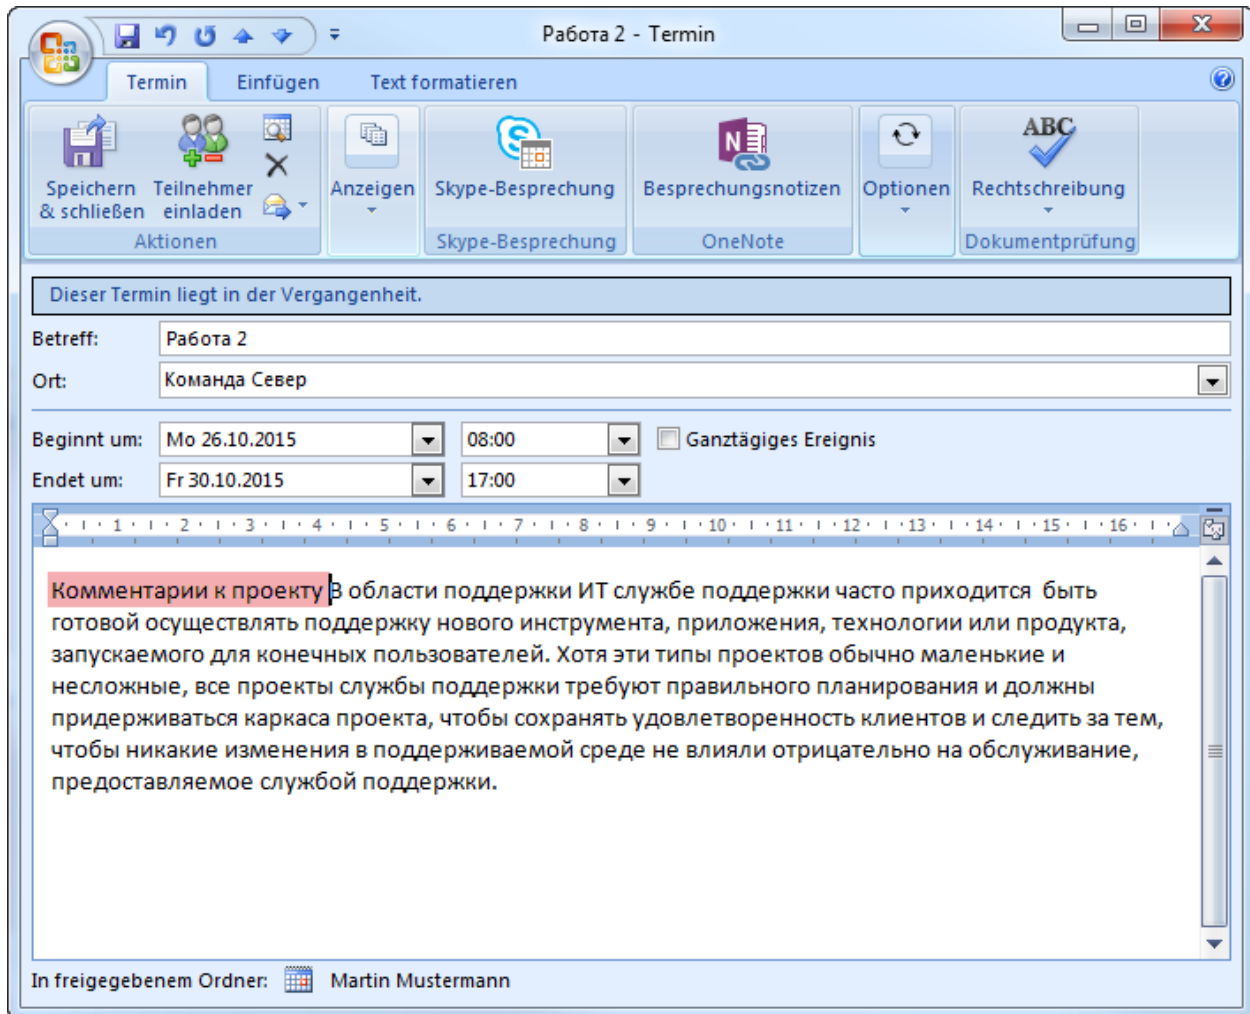 Работа 2 - Termin
Termin Einfügen Text formatieren
Speichern & schließen
Teilnehmer einladen
Anzeigen
Skype-Besprechung
N
Besprechungsnotizen
Optionen
ABC
Rechtschreibung
Aktionen
Skype-Besprechung
OneNote
Dokumentprüfung
Dieser Termin liegt in der Vergangenheit.
Betreff: Работа 2
Ort: Команда Север
Beginnt um: Mo 26.10.2015 08:00 Ganztägiges Ereignis
Endet um: Fr 30.10.2015 17:00
1 2 3 4 5 6 7 8 9 10 11 12 13 14 15 16
Комментарии к проекту В области поддержки ИТ службе поддержки часто приходится  быть
готовой осуществлять поддержку нового инструмента, приложения, технологии или продукта,
запускаемого для конечных пользователей. Хотя эти типы проектов обычно маленькие и
несложные, все проекты службы поддержки требуют правильного планирования и должны
придерживаться каркаса проекта, чтобы сохранять удовлетворенность клиентов и следить за тем,
чтобы никакие изменения в поддерживаемой среде не влияли отрицательно на обслуживание,
предоставляемое службой поддержки.
In freigegebenem Ordner: Martin Mustermann